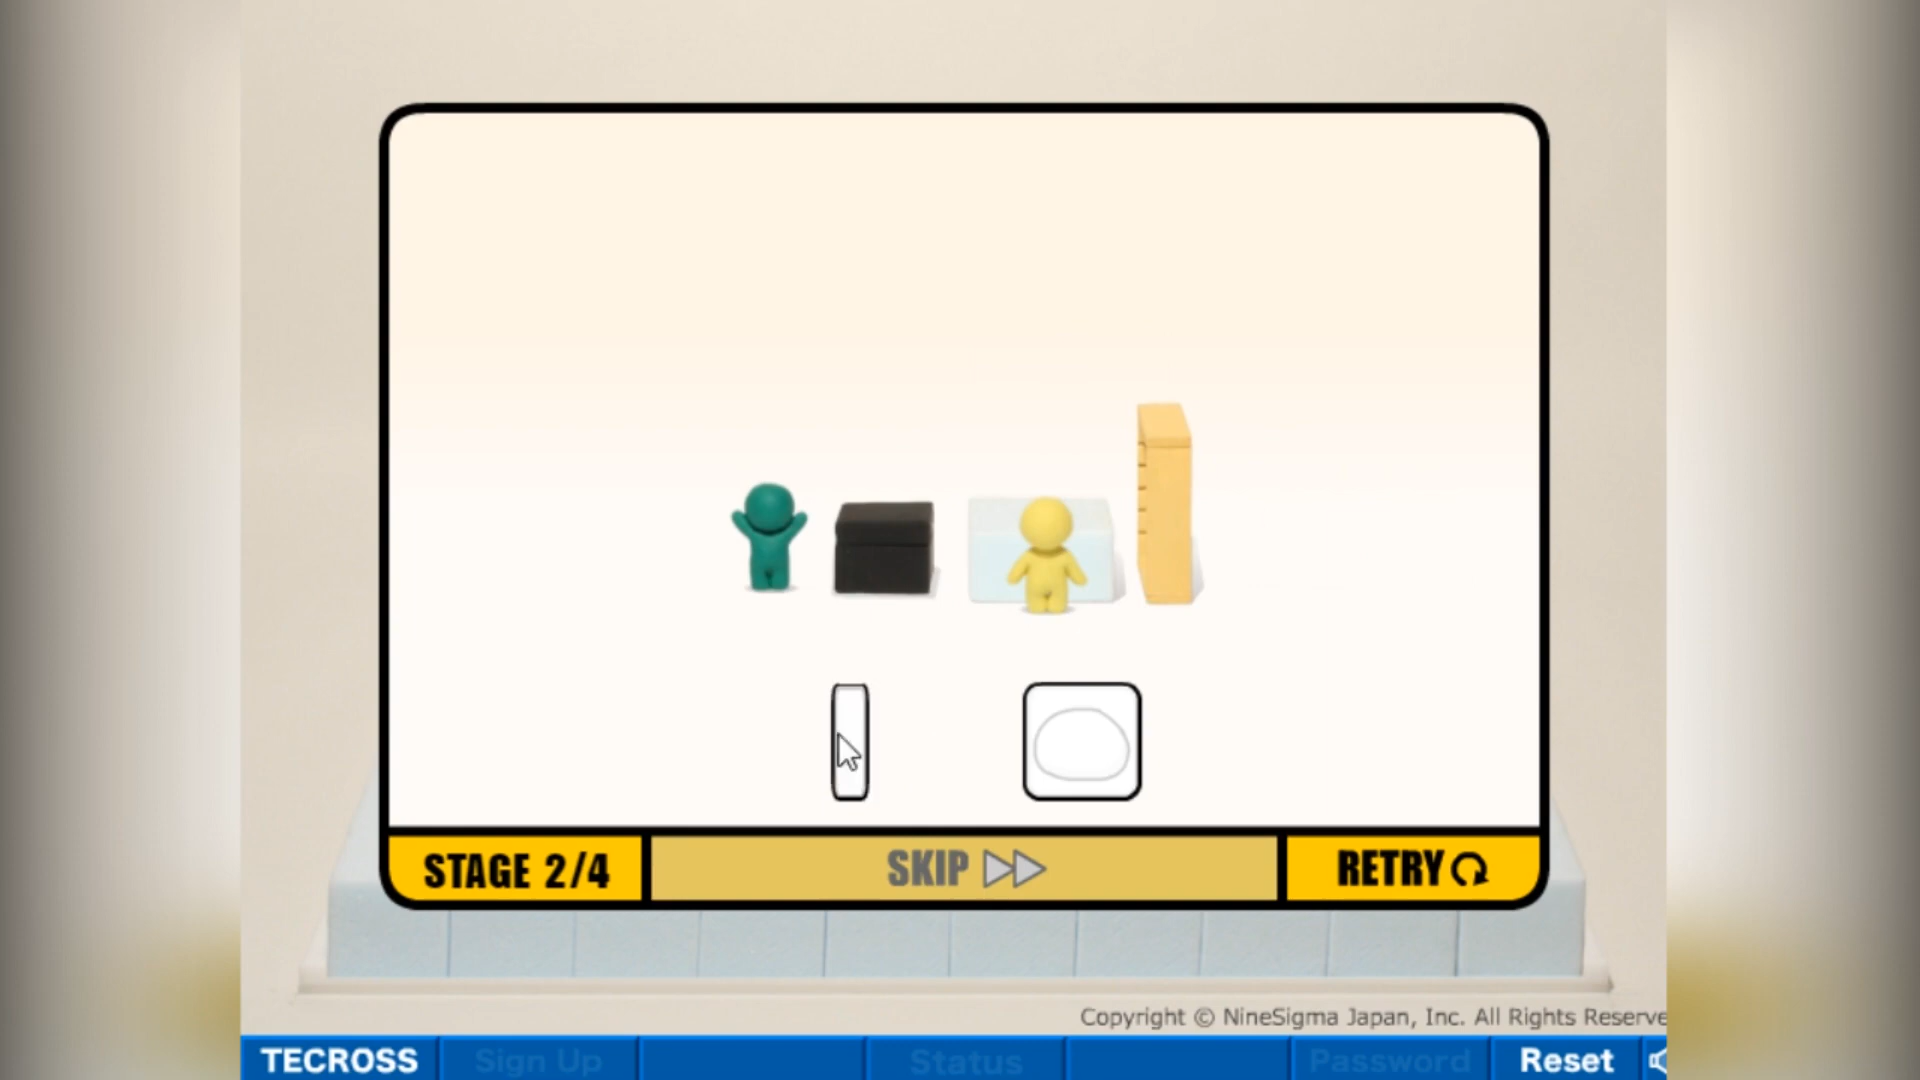 STAGE 2/4
SKIP
RETRY
Copyright © NineSigma Japan, Inc. All Rights Reserve
TECROSS
Sign Up
Status
Password
Reset